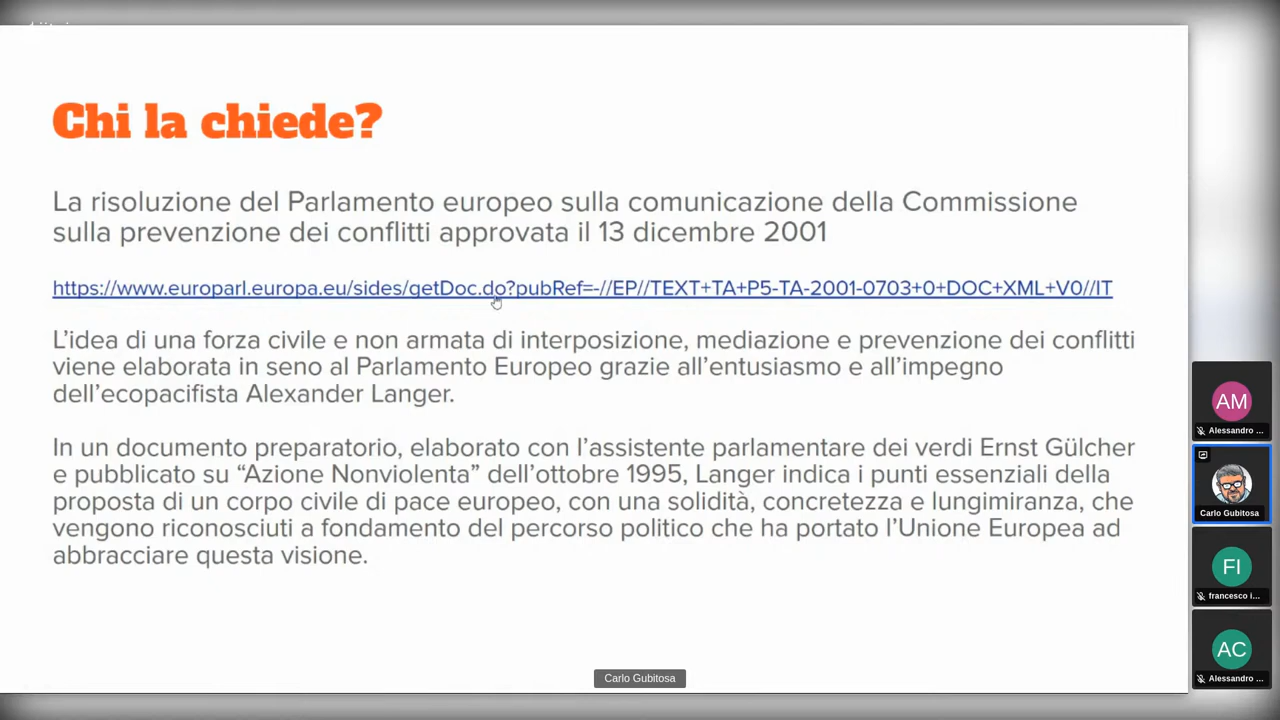 Chi la chiede?
La risoluzione del Parlamento europeo sulla comunicazione della Commissione
sulla prevenzione dei conflitti approvata il 13 dicembre 2001
https://www.europarl.europa.eu/sides/getDoc.do?pubRef=-//EP//TEXT+TA+P5-TA-2001-0703+0+DOC+XML+V0//IT
L’idea di una forza civile e non armata di interposizione, mediazione e prevenzione dei conflitti
viene elaborata in seno al Parlamento Europeo grazie all’entusiasmo e all’impegno
dell’ecopacifista Alexander Langer.
In un documento preparatorio, elaborato con l’assistente parlamentare dei verdi Ernst Gülcher
e pubblicato su “Azione Nonviolenta” dell’ottobre 1995, Langer indica i punti essenziali della
proposta di un corpo civile di pace europeo, con una solidità, concretezza e lungimiranza, che
vengono riconosciuti a fondamento del percorso politico che ha portato l’Unione Europea ad
abbracciare questa visione.
AM
Alessandro ...
Carlo Gubitosa
FI
francesco i...
AC
Alessandro ...
Carlo Gubitosa